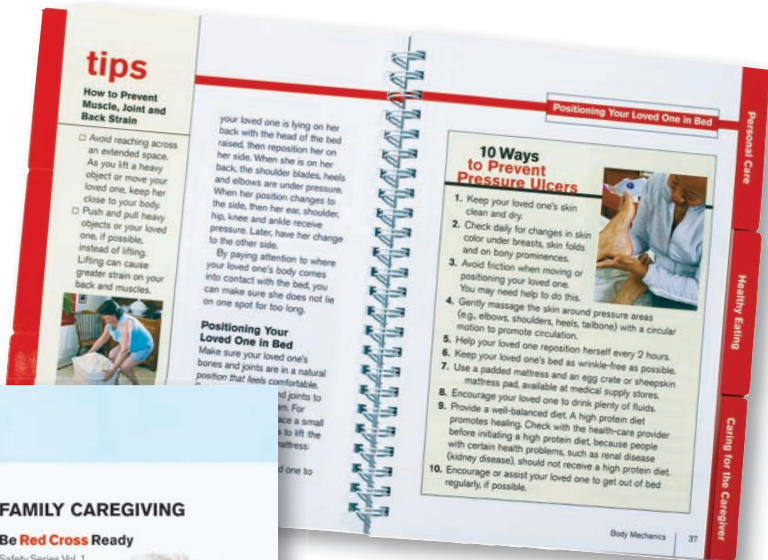 tips
How to Prevent
Muscle, Joint and
Back Strain
□ Avoid reaching across
an extended space.
As you lift a heavy
object or move your
loved one, keep her
close to your body.
□ Push and pull heavy
objects or your loved
one, if possible,
instead of lifting.
Lifting can cause
greater strain on your
back and muscles.
your loved one is lying on her
back with the head of the bed
raised, then reposition her on
her side. When she is on her
back, the shoulder blades, heels
and elbows are under pressure.
When her position changes to
the side, then her ear, shoulder,
hip, knee and ankle receive
pressure. Later, have her change
to the other side.
By paying attention to where
your loved one's body comes
into contact with the bed, you
can make sure she does not lie
on one spot for too long.
Positioning Your
Loved One in Bed
Make sure your loved one's
bones and joints are in a natural
position that feels comfortable.
joints to
For
a small
to lift the
mattress:
one to
Positioning Your Loved One in Bed
10 Ways
to Prevent
Pressure Ulcers
1. Keep your loved one's skin
clean and dry.
2. Check daily for changes in skin
color under breasts, skin folds
and on bony prominences.
3. Avoid friction when moving or
positioning your loved one.
You may need help to do this.
4. Gently massage the skin around pressure areas
(e.g., elbows, shoulders, heels, tailbone) with a circular
motion to promote circulation.
5. Help your loved one reposition herself every 2 hours.
6. Keep your loved one's bed as wrinkle-free as possible.
7. Use a padded mattress and an egg crate or sheepskin
mattress pad, available at medical supply stores.
8. Encourage your loved one to drink plenty of fluids.
9. Provide a well-balanced diet. A high protein diet
promotes healing. Check with the health-care provider
before initiating a high protein diet, because people
with certain health problems, such as renal disease
(kidney disease), should not receive a high protein diet.
10. Encourage or assist your loved one to get out of bed
regularly, if possible.
Body Mechanics 37
Personal Care
Healthy Eating
Caring for the Caregiver
FAMILY CAREGIVING
Be Red Cross Ready
Safety Series Vol. 1